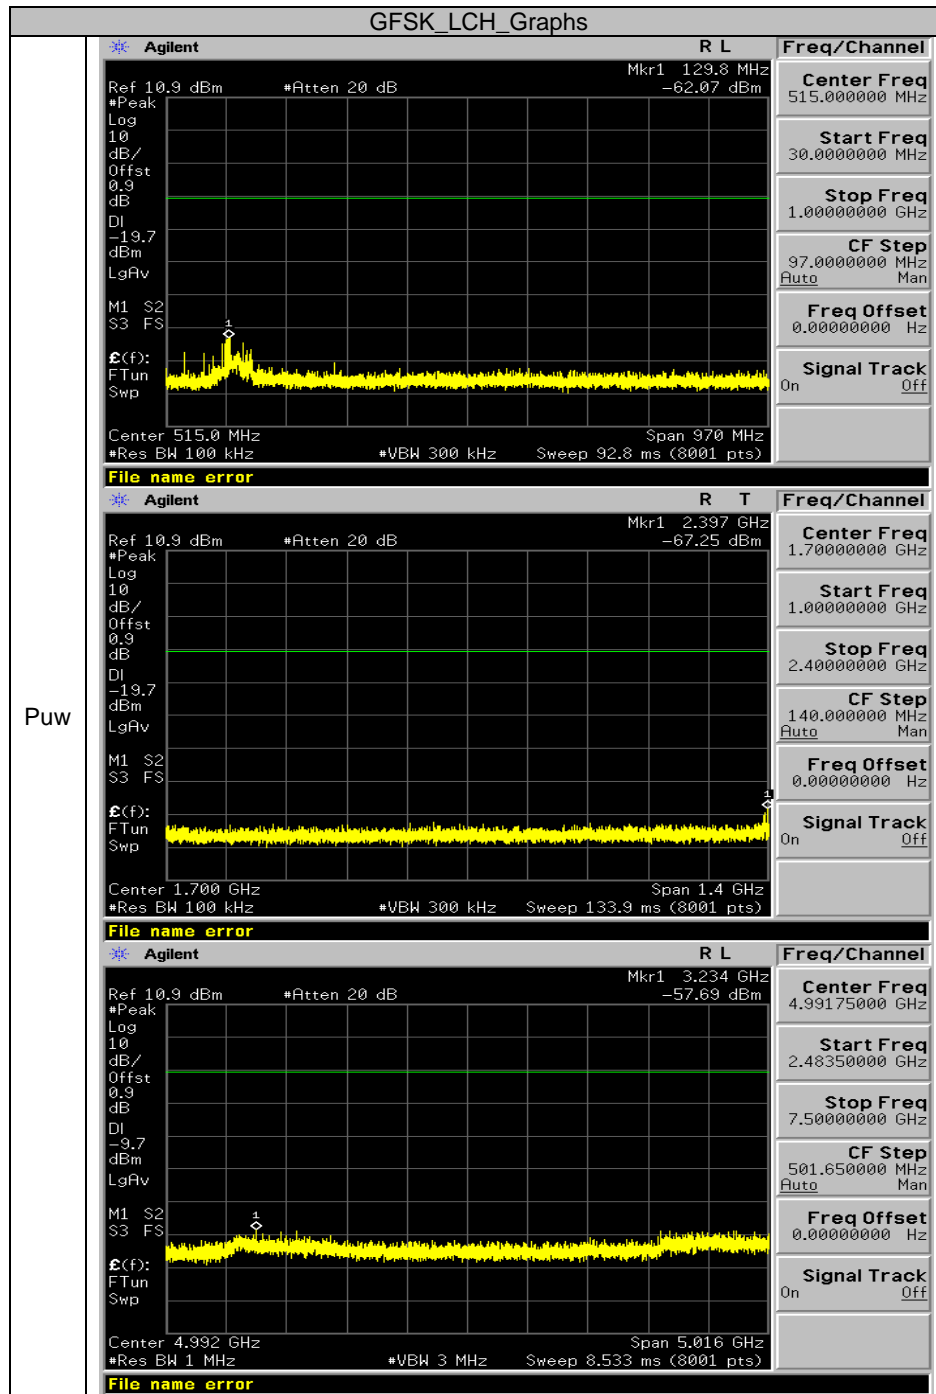 GFSK_LCH_Graphs
Puw
Agilent R L Freq/Channel
Mkr1 129.8 MHz
Ref 10.9 dBm #Atten 20 dB -62.07 dBm
#Peak
Log
10
dB/
Offst
0.9
dB
DI
-19.7
dBm
LgAv
M1 S2
S3 FS
1
£(f):
FTun
Swp
Center 515.0 MHz Span 970 MHz
#Res BW 100 kHz #VBW 300 kHz Sweep 92.8 ms (8001 pts)
File name error
Center Freq
515.000000 MHz
Start Freq
30.0000000 MHz
Stop Freq
1.00000000 GHz
CF Step
97.0000000 MHz
Auto Man
Freq Offset
0.00000000 Hz
Signal Track
On Off
Agilent R T Freq/Channel
Mkr1 2.397 GHz
Ref 10.9 dBm #Atten 20 dB -67.25 dBm
#Peak
Log
10
dB/
Offst
0.9
dB
DI
-19.7
dBm
LgAv
M1 S2
S3 FS
1
£(f):
FTun
Swp
Center 1.700 GHz Span 1.4 GHz
#Res BW 100 kHz #VBW 300 kHz Sweep 133.9 ms (8001 pts)
File name error
Center Freq
1.70000000 GHz
Start Freq
1.00000000 GHz
Stop Freq
2.40000000 GHz
CF Step
140.000000 MHz
Auto Man
Freq Offset
0.00000000 Hz
Signal Track
On Off
Agilent R L Freq/Channel
Mkr1 3.234 GHz
Ref 10.9 dBm #Atten 20 dB -57.69 dBm
#Peak
Log
10
dB/
Offst
0.9
dB
DI
-9.7
dBm
LgAv
M1 S2
S3 FS
1
£(f):
FTun
Swp
Center 4.992 GHz Span 5.016 GHz
#Res BW 1 MHz #VBW 3 MHz Sweep 8.533 ms (8001 pts)
File name error
Center Freq
4.99175000 GHz
Start Freq
2.48350000 GHz
Stop Freq
7.50000000 GHz
CF Step
501.650000 MHz
Auto Man
Freq Offset
0.00000000 Hz
Signal Track
On Off